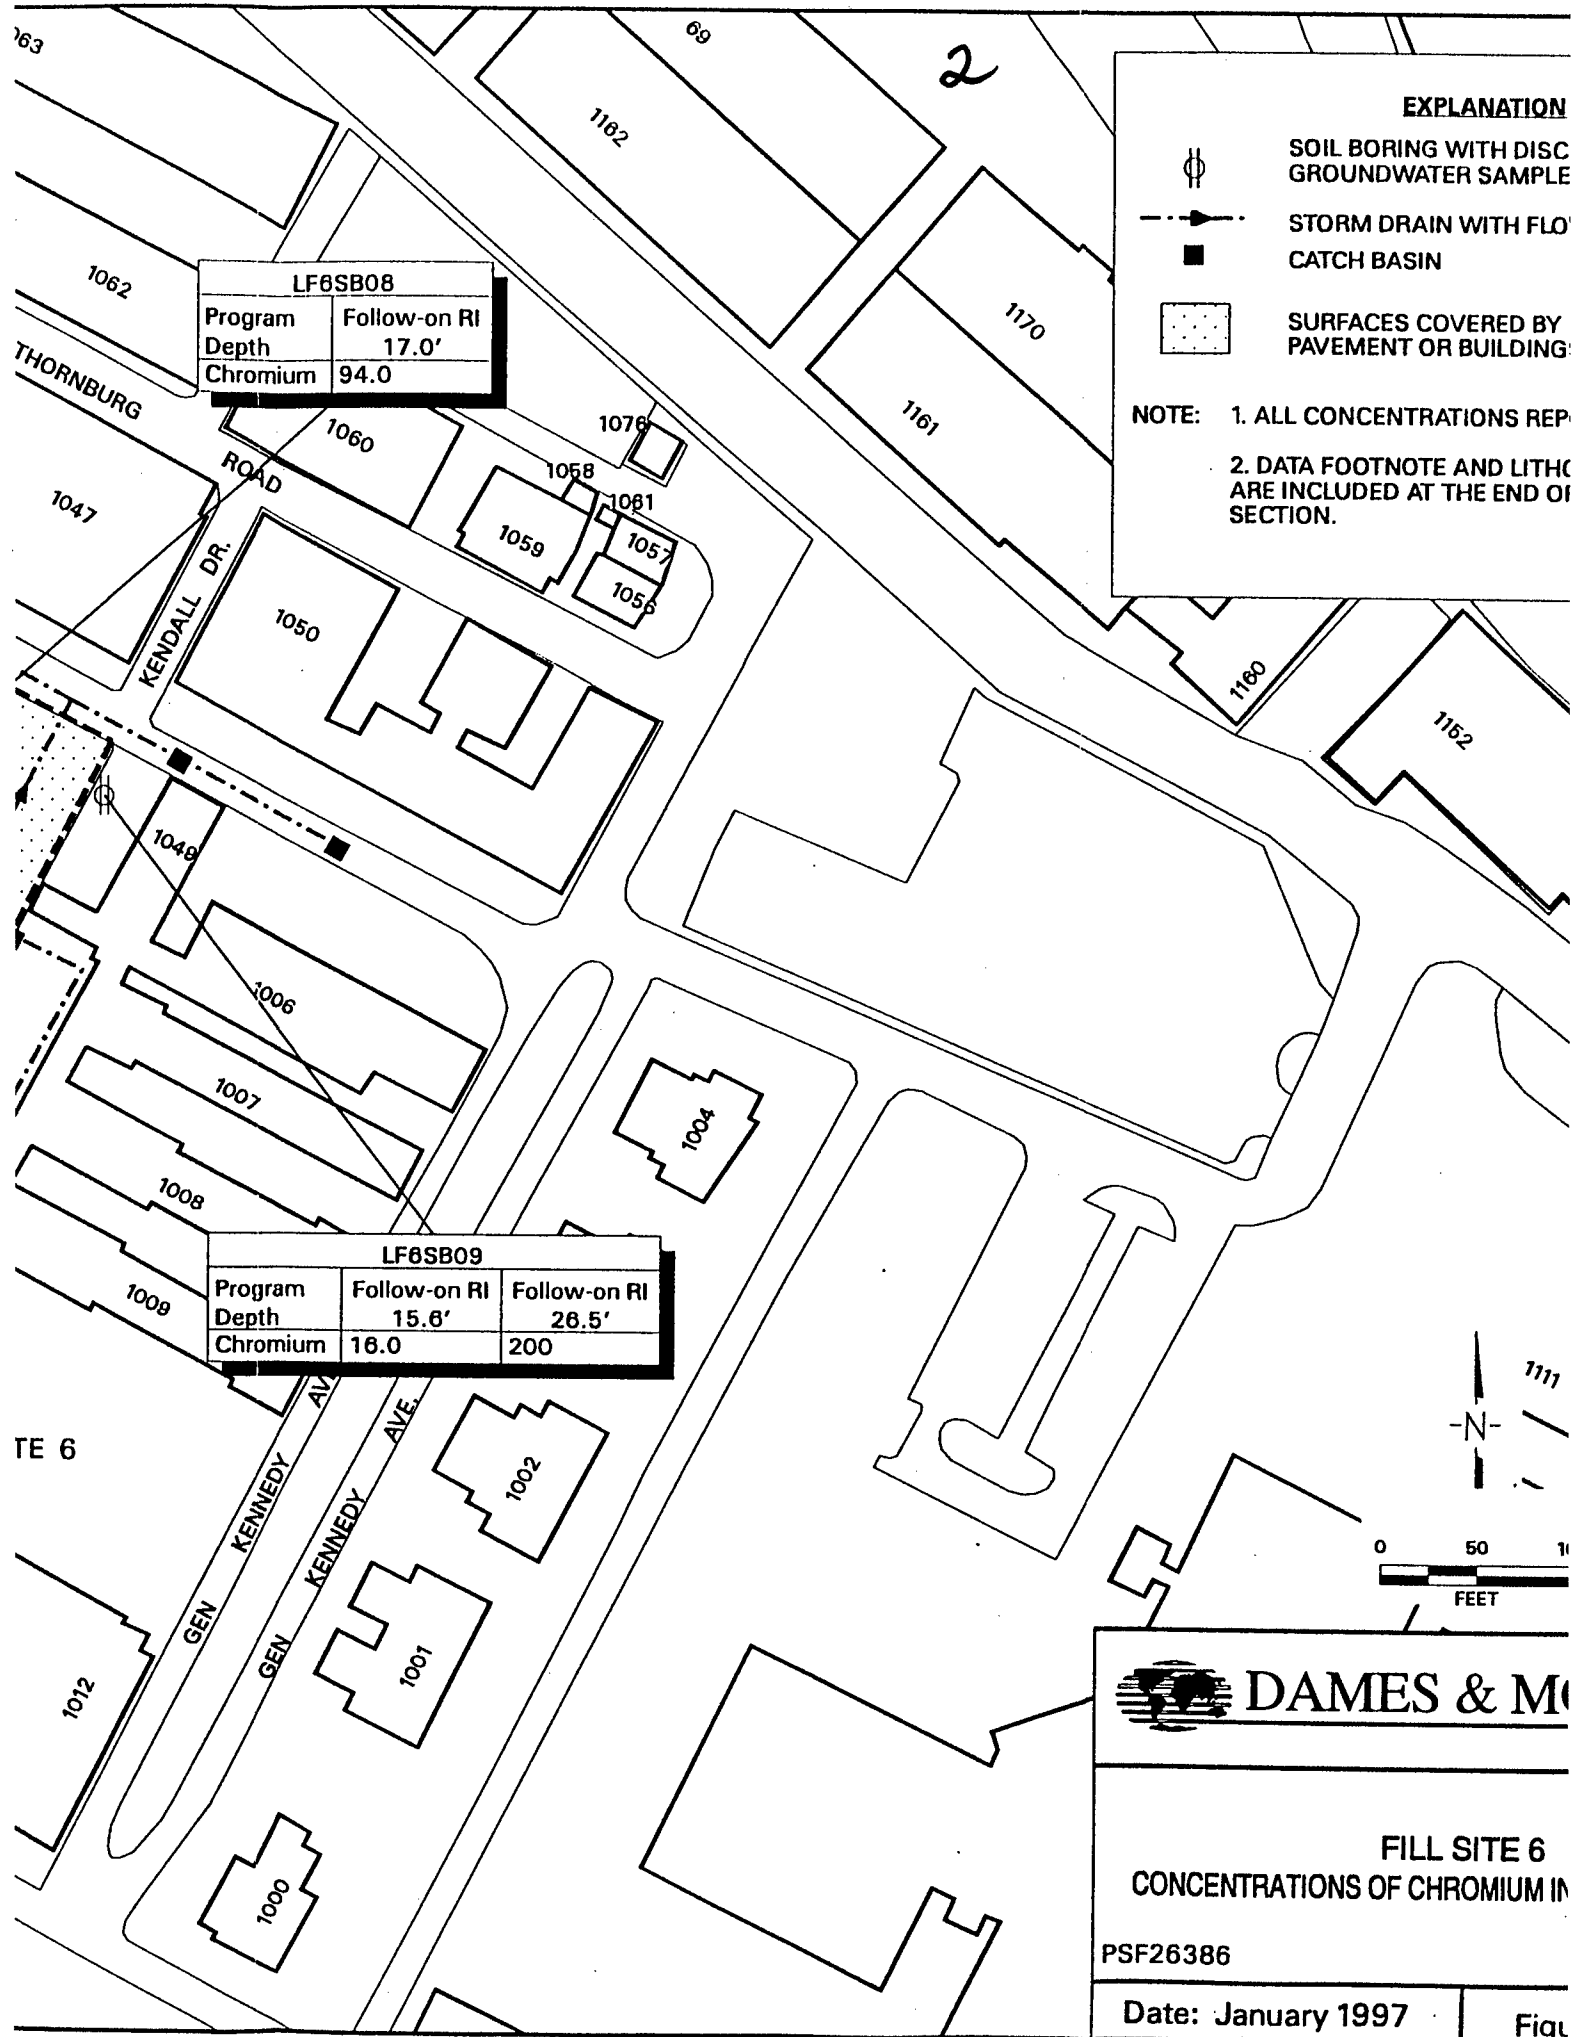 063
69
2
1162
EXPLANATION
SOIL BORING WITH DISC
GROUNDWATER SAMPLE
STORM DRAIN WITH FLO
CATCH BASIN
SURFACES COVERED BY
PAVEMENT OR BUILDING
NOTE: 1. ALL CONCENTRATIONS REP
2. DATA FOOTNOTE AND LITHO
ARE INCLUDED AT THE END OF
SECTION.
1062
LF6SB08
Program Follow-on RI
Depth 17.0'
Chromium 94.0
THORNBURG
ROAD
1170
1161
1060
1076
1058
1061
1059
1057
1056
1047
KENDALL DR.
1050
1160
1152
1049
1006
1007
1004
1008
1009
LF6SB09
Program Follow-on RI Follow-on RI
Depth 15.6' 26.5'
Chromium 16.0 200
TE 6
GEN KENNEDY AVE
GEN KENNEDY AVE.
1002
1001
1012
1000
1111
-N-
0 50 10
FEET
DAMES & MO
FILL SITE 6
CONCENTRATIONS OF CHROMIUM IN
PSF26386
Date: January 1997
Figu